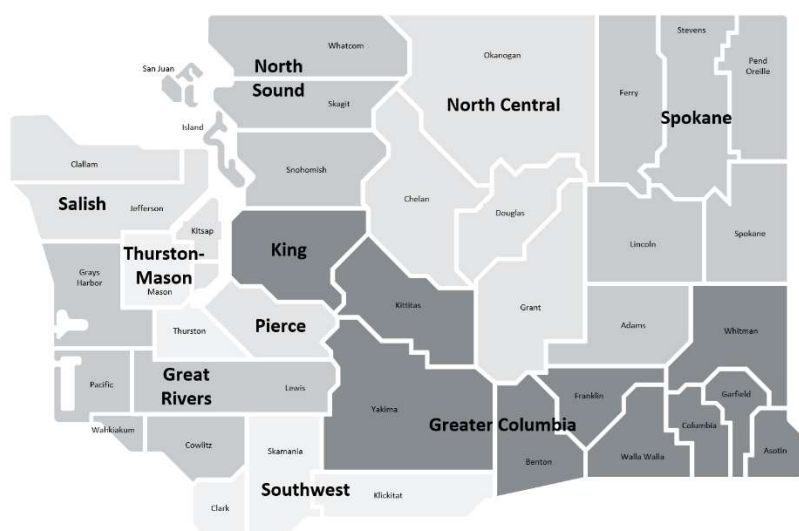 Whatcom
Okanogan
Stevens
Pend
Oreille
San Juan
North
Sound
Skagit
North Central
Ferry
Spokane
Island
Clallam
Snohomish
Salish
Jefferson
Chelan
Douglas
Kitsap
King
Lincoln
Spokane
Thurston-
Mason
Grays
Harbor
Mason
Kittitas
Grant
Thurston
Pierce
Adams
Whitman
Great
Rivers
Pacific
Lewis
Yakima
Greater Columbia
Franklin
Garfield
Wahkiakum
Cowlitz
Skamania
Benton
Walla Walla
Columbia
Asotin
Southwest
Klickitat
Clark